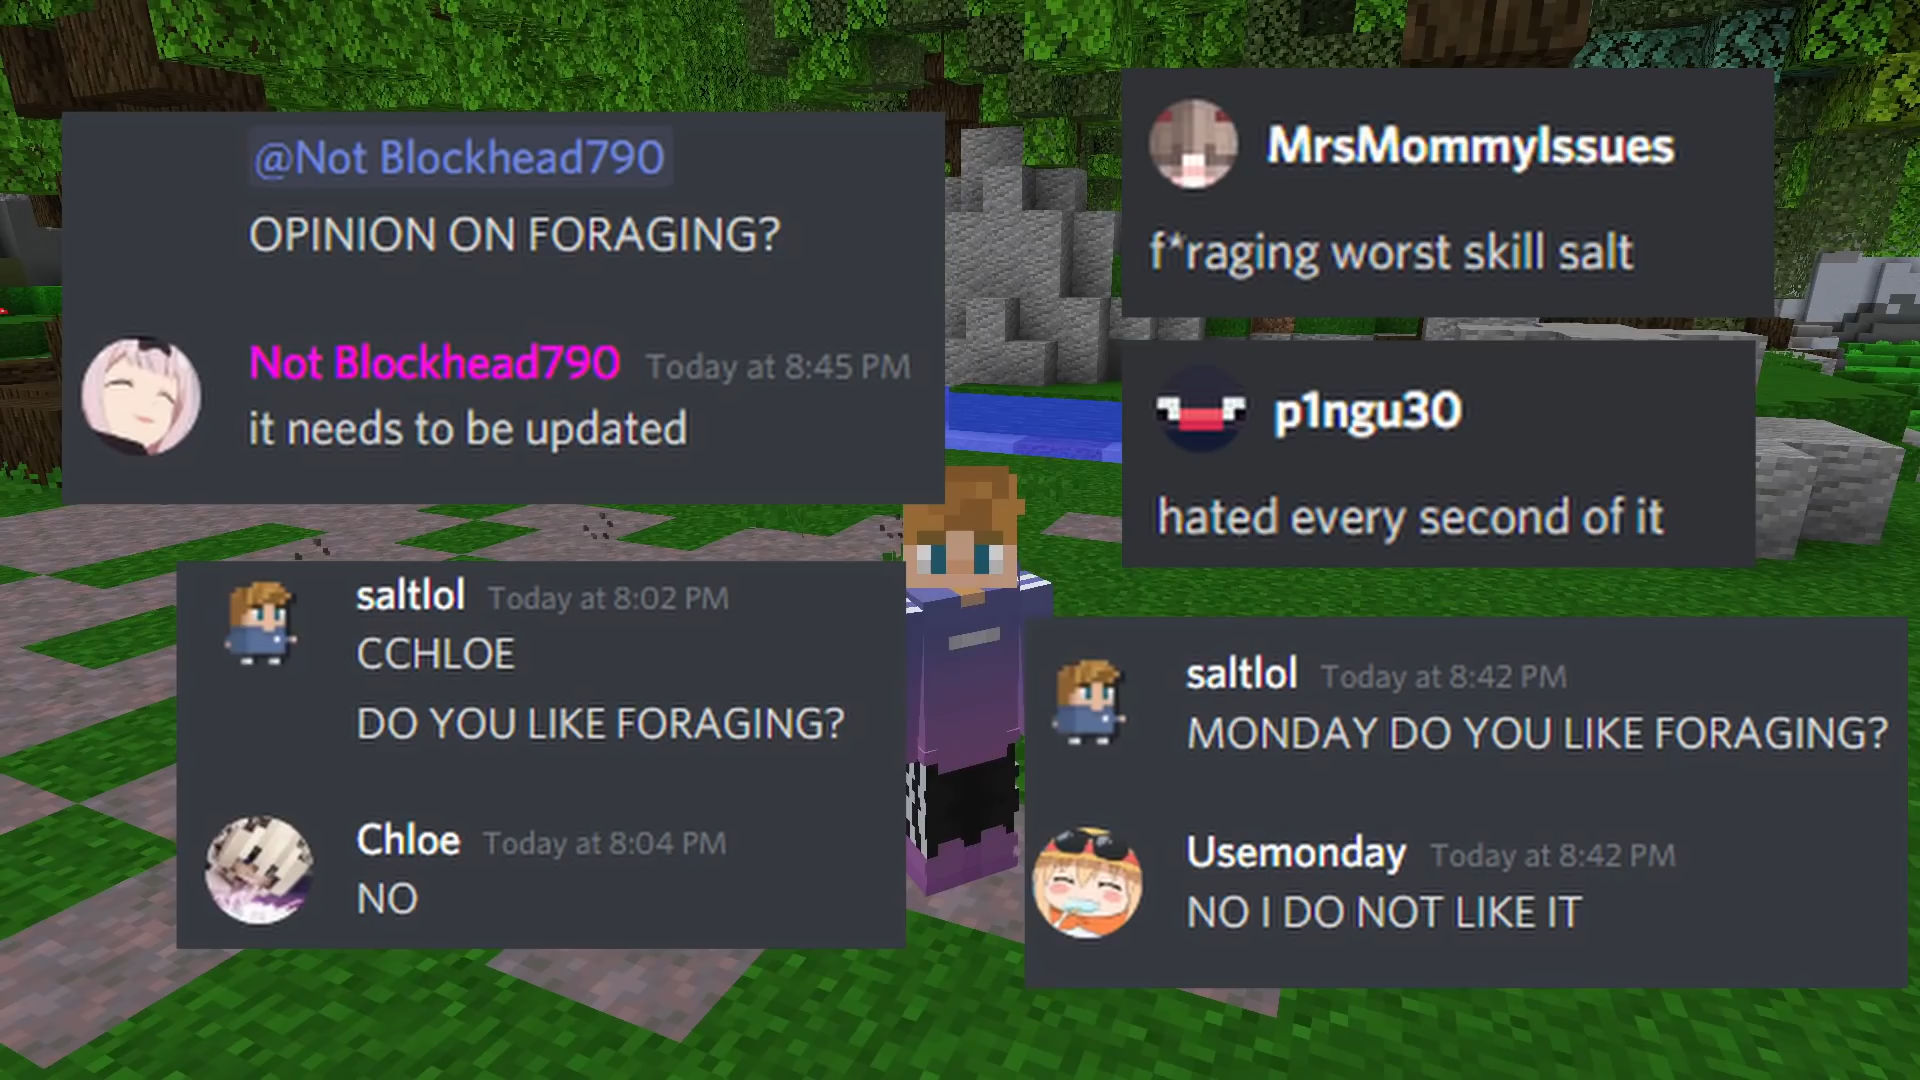 @Not Blockhead790
OPINION ON FORAGING?
Not Blockhead790 Today at 8:45 PM
it needs to be updated
MrsMommyIssues
f*raging worst skill salt
p1ngu30
hated every second of it
saltlol Today at 8:02 PM
CCHLOE
DO YOU LIKE FORAGING?
Chloe Today at 8:04 PM
NO
saltlol Today at 8:42 PM
MONDAY DO YOU LIKE FORAGING?
Usemonday Today at 8:42 PM
NO I DO NOT LIKE IT